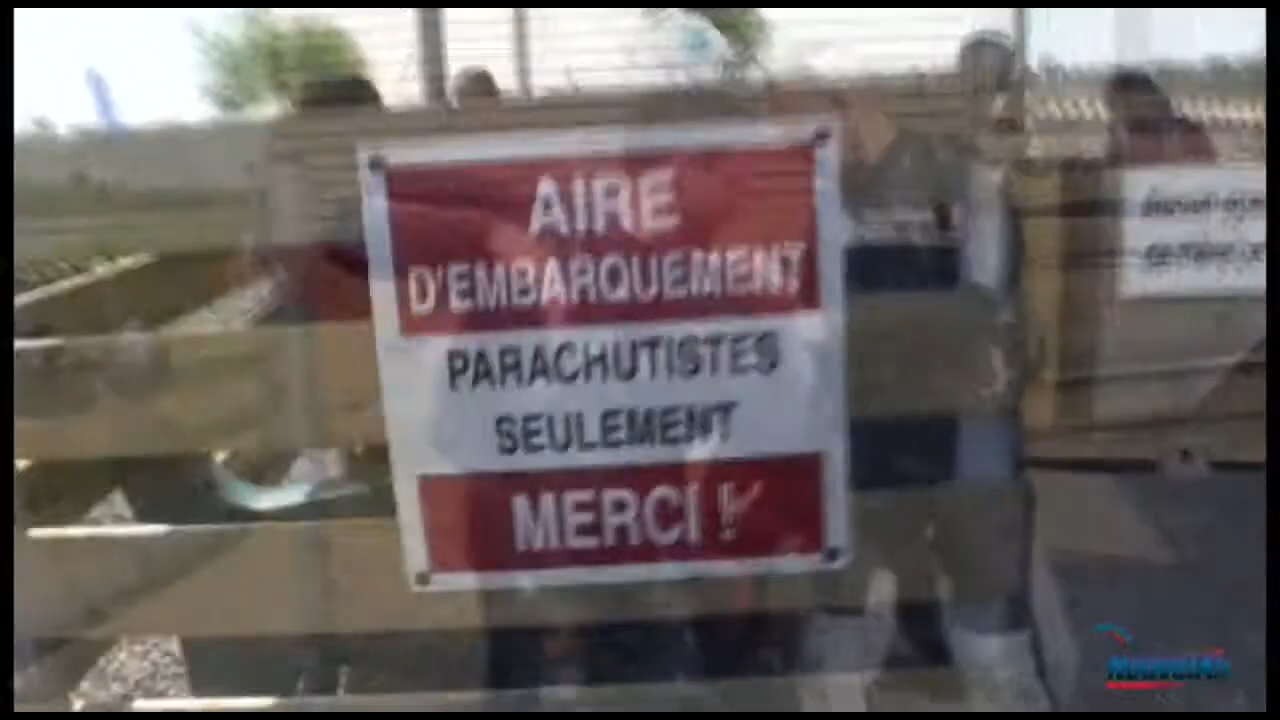 AIRE
D'EMBARQUEMENT
PARACHUTISTES
SEULEMENT
MERCI !